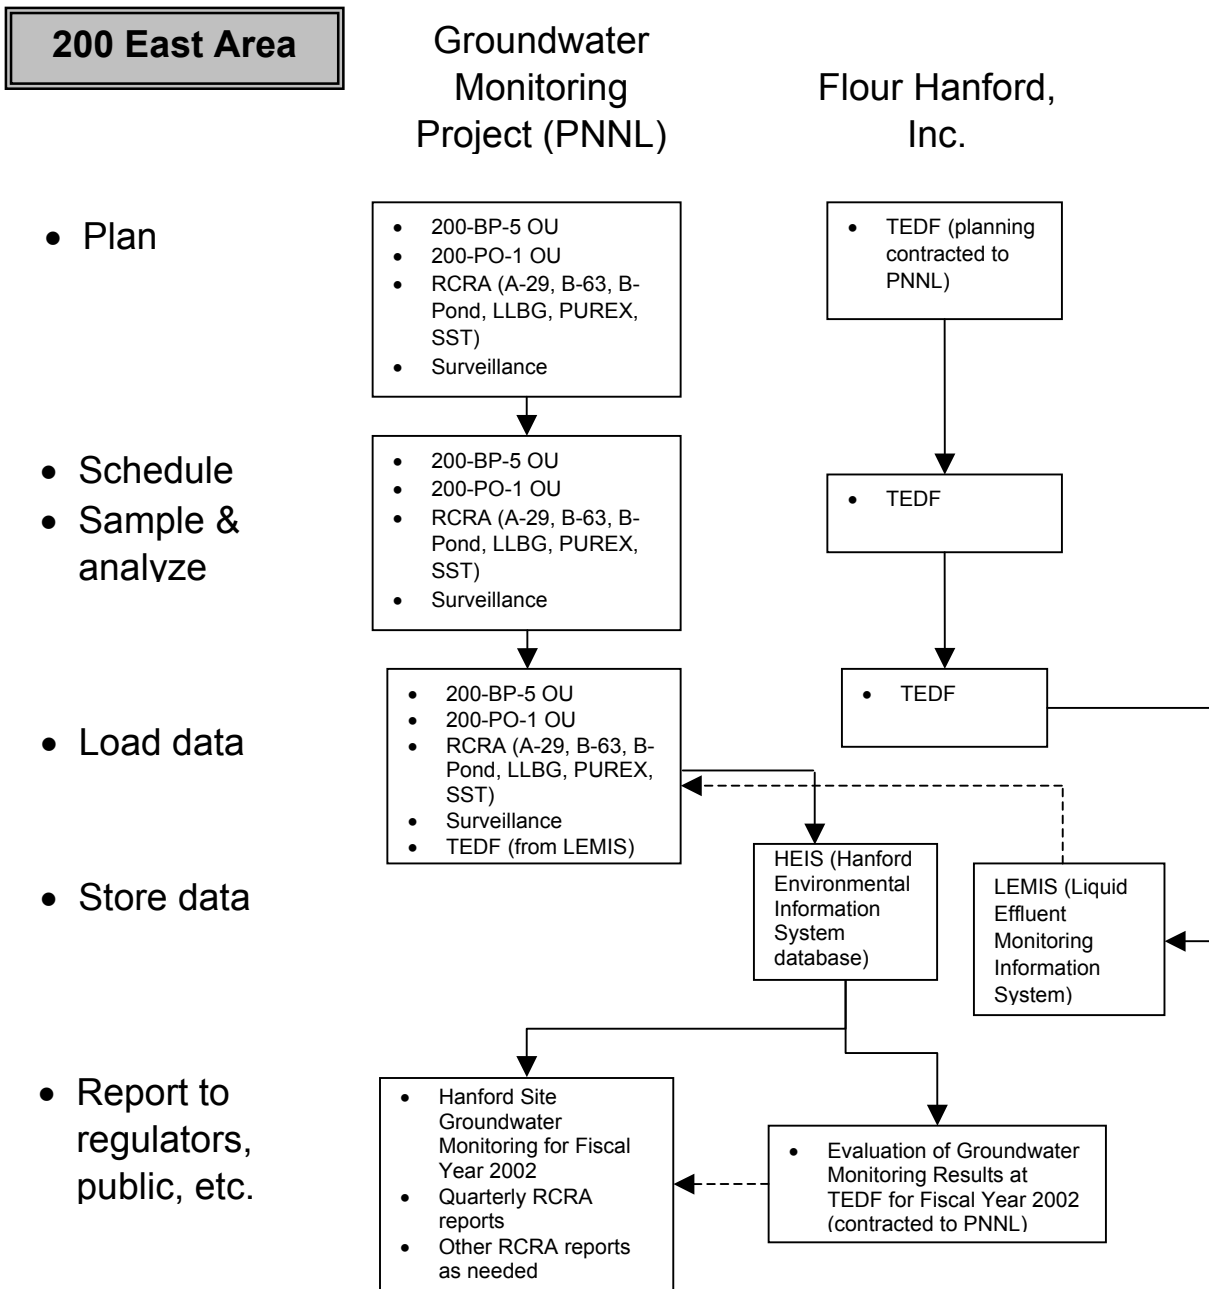 200 East Area
Groundwater
Monitoring
Project (PNNL)
Flour Hanford,
Inc.
• Plan
• 200-BP-5 OU
• 200-PO-1 OU
• RCRA (A-29, B-63, B-
Pond, LLBG, PUREX,
SST)
• Surveillance
• TEDF (planning
contracted to
PNNL)
• Schedule
• Sample &
analyze
• 200-BP-5 OU
• 200-PO-1 OU
• RCRA (A-29, B-63, B-
Pond, LLBG, PUREX,
SST)
• Surveillance
• TEDF
• Load data
• 200-BP-5 OU
• 200-PO-1 OU
• RCRA (A-29, B-63, B-
Pond, LLBG, PUREX,
SST)
• Surveillance
• TEDF (from LEMIS)
• TEDF
• Store data
HEIS (Hanford
Environmental
Information
System
database)
LEMIS (Liquid
Effluent
Monitoring
Information
System)
• Report to
regulators,
public, etc.
• Hanford Site
Groundwater
Monitoring for Fiscal
Year 2002
• Quarterly RCRA
reports
• Other RCRA reports
as needed
• Evaluation of Groundwater
Monitoring Results at
TEDF for Fiscal Year 2002
(contracted to PNNL)